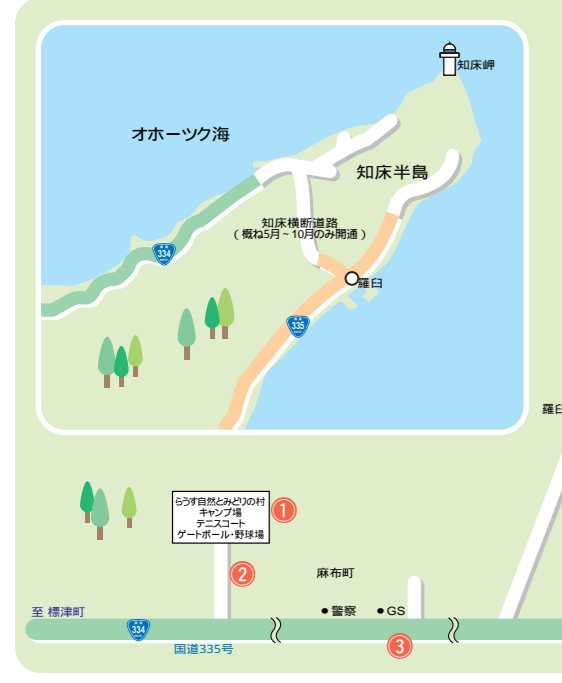 知床岬
オホーツク海
知床半島
知床横断道路
(概ね5月~10月のみ開通)
334
羅臼
335
羅臼
らうす自然とみどりの村
キャンプ場
テニスコート
ゲートボール・野球場
1
2
麻布町
●警察 ●GS
至 標津町
334
国道335号
3